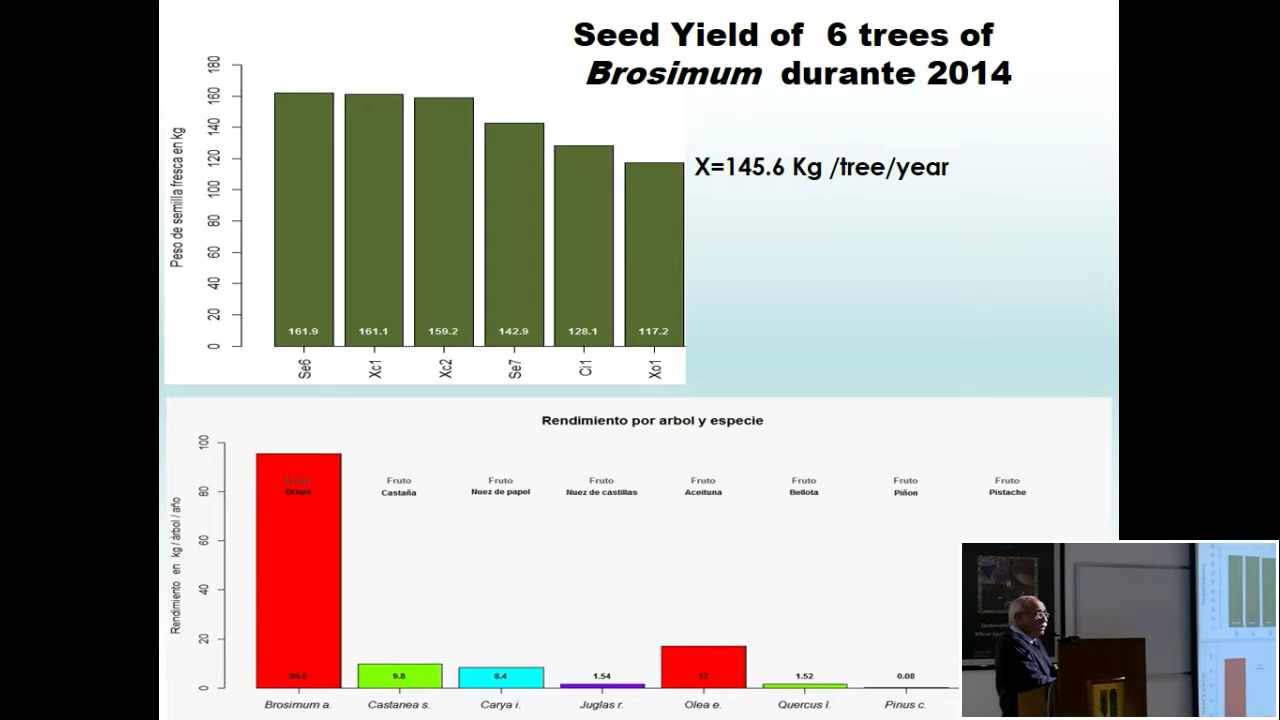 Seed Yield of 6 trees of
Brosimum durante 2014
X=145.6 Kg /tree/year
Peso de semilla fresca en kg
180
160
140
120
100
80
60
40
20
0
161.9 161.1 159.2 142.9 128.1 117.2
Se6 Xc1 Xc2 Se7 Ci1 Xo1
Rendimiento por arbol y especie
Rendimiento en kg / árbol / año
100
80
60
40
20
0
Fruto Fruto Fruto Fruto Fruto Fruto Fruto Fruto
Drupa Castaña Nuez de papel Nuez de castillas Aceituna Bellota Piñon Pistache
95.5 9.8 8.4 1.54 17 1.52 0.08
Brosimum a. Castanea s. Carya i. Juglas r. Olea e. Quercus l. Pinus c.